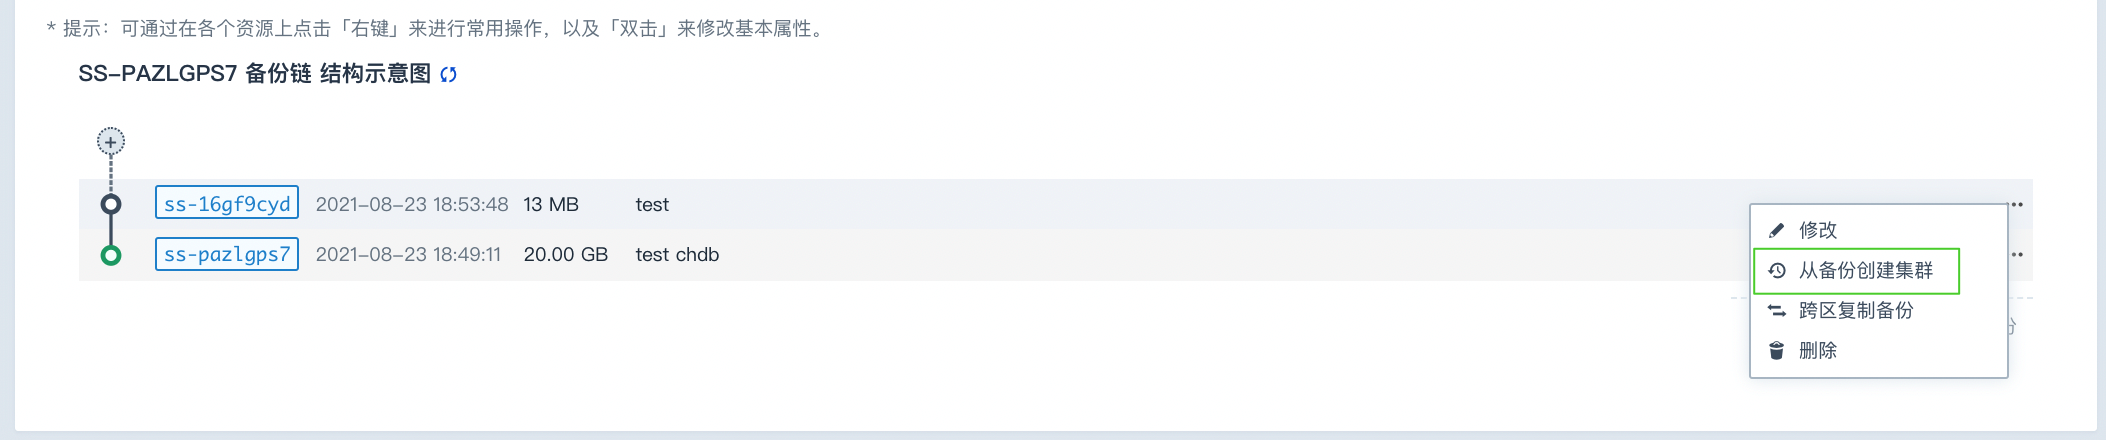 * 提示：可通过在各个资源上点击「右键」来进行常用操作，以及「双击」来修改基本属性。
SS-PAZLGPS7 备份链 结构示意图
ss-16gf9cyd 2021-08-23 18:53:48 13 MB test
ss-pazlgps7 2021-08-23 18:49:11 20.00 GB test chdb
修改
从备份创建集群
跨区复制备份
删除